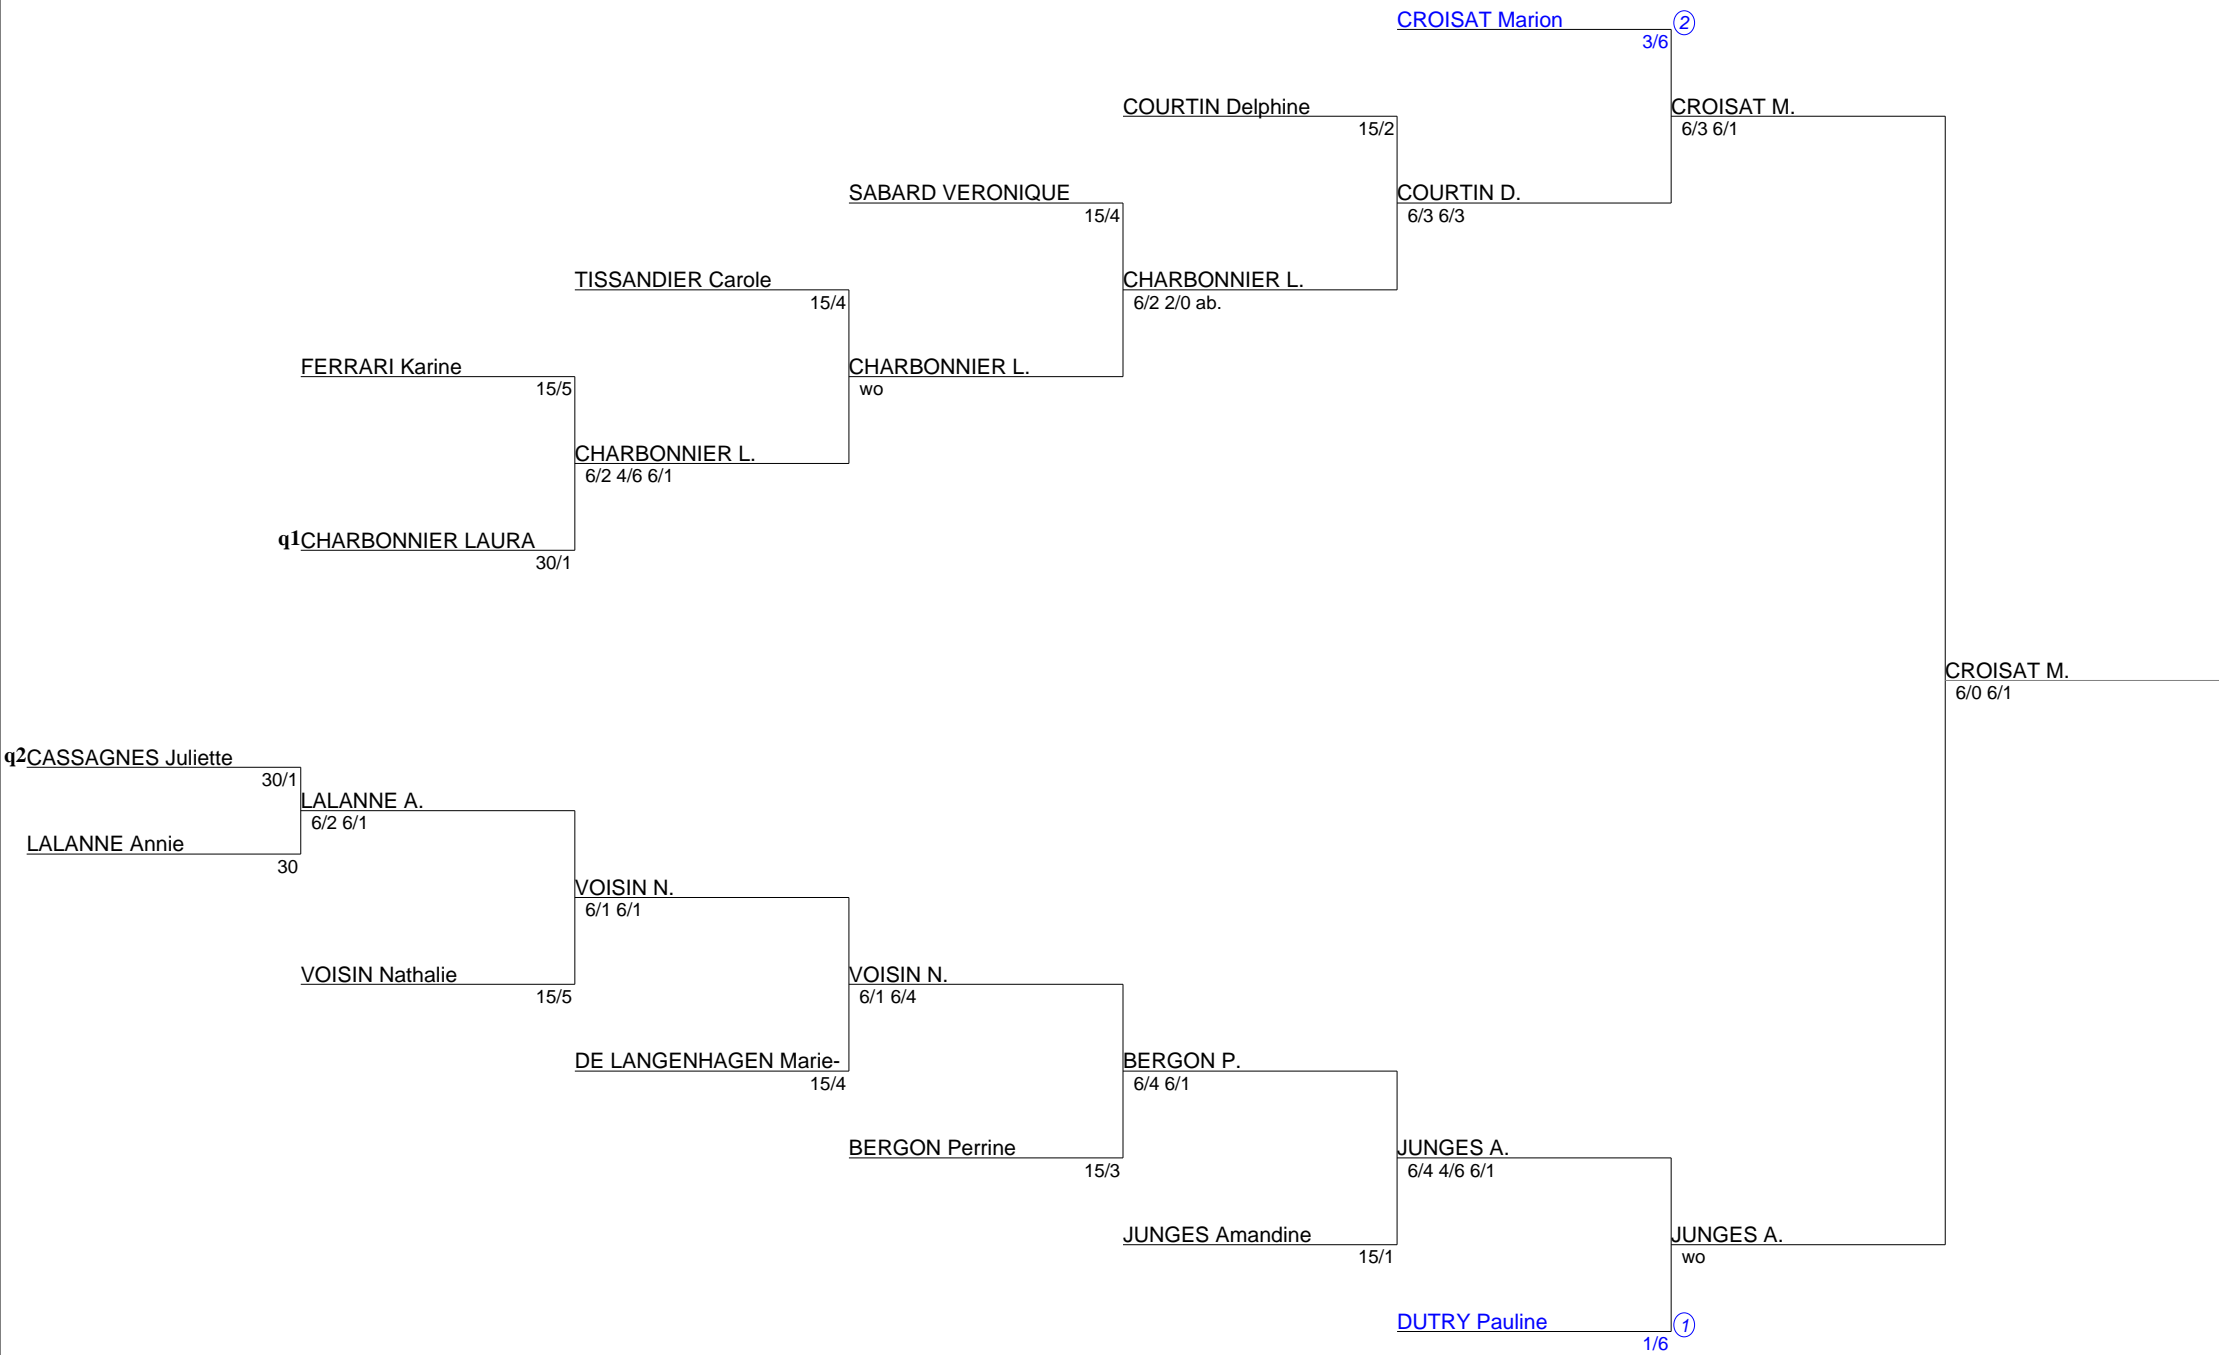 CROISAT Marion 2
3/6
COURTIN Delphine
15/2
CROISAT M.
6/3 6/1
SABARD VERONIQUE
15/4
COURTIN D.
6/3 6/3
TISSANDIER Carole
15/4
CHARBONNIER L.
6/2 2/0 ab.
FERRARI Karine
15/5
CHARBONNIER L.
wo
CHARBONNIER L.
6/2 4/6 6/1
q1 CHARBONNIER LAURA
30/1
CROISAT M.
6/0 6/1
q2 CASSAGNES Juliette
30/1
LALANNE A.
6/2 6/1
LALANNE Annie
30
VOISIN N.
6/1 6/1
VOISIN Nathalie
15/5
VOISIN N.
6/1 6/4
DE LANGENHAGEN Marie-
15/4
BERGON P.
6/4 6/1
BERGON Perrine
15/3
JUNGES A.
6/4 4/6 6/1
JUNGES Amandine
15/1
JUNGES A.
wo
DUTRY Pauline 1
1/6